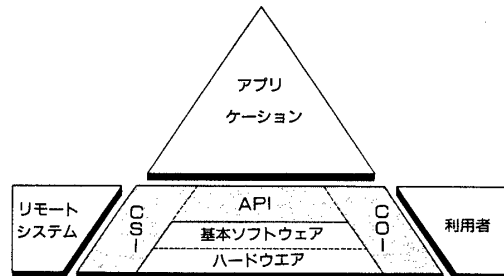 アプリ
ケーション
リモート
システム
CSI
API
基本ソフトウェア
ハードウエア
COI
利用者